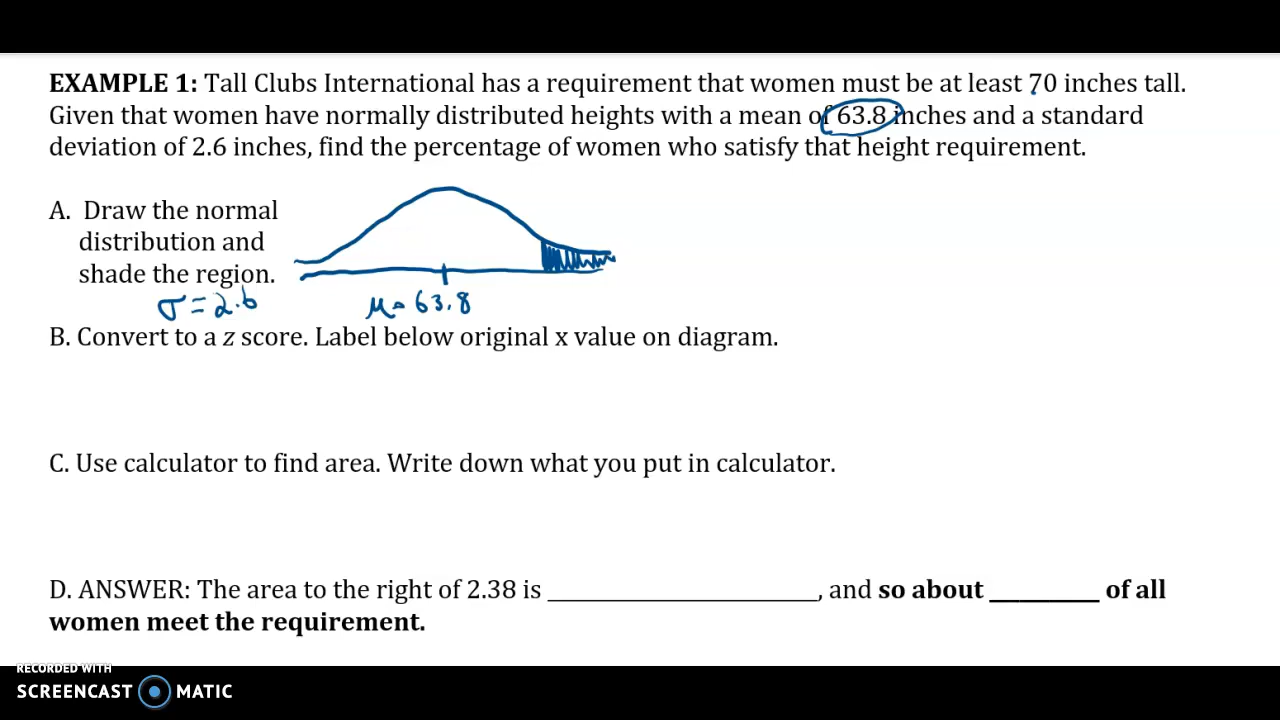 EXAMPLE 1: Tall Clubs International has a requirement that women must be at least 70 inches tall.
Given that women have normally distributed heights with a mean of 63.8 inches and a standard
deviation of 2.6 inches, find the percentage of women who satisfy that height requirement.
A. Draw the normal
distribution and
shade the region.
σ = 2.6
μ = 63.8
B. Convert to a z score. Label below original x value on diagram.
C. Use calculator to find area. Write down what you put in calculator.
D. ANSWER: The area to the right of 2.38 is ________________________, and so about __________ of all
women meet the requirement.
RECORDED WITH
SCREENCAST MATIC